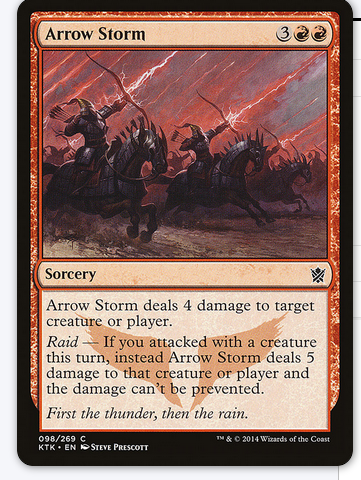 Arrow Storm 3
Sorcery
Arrow Storm deals 4 damage to target
creature or player.
Raid — If you attacked with a creature
this turn, instead Arrow Storm deals 5
damage to that creature or player and
the damage can't be prevented.
First the thunder, then the rain.
098/269 C
KTK • EN Steve Prescott
™ & © 2014 Wizards of the Coast